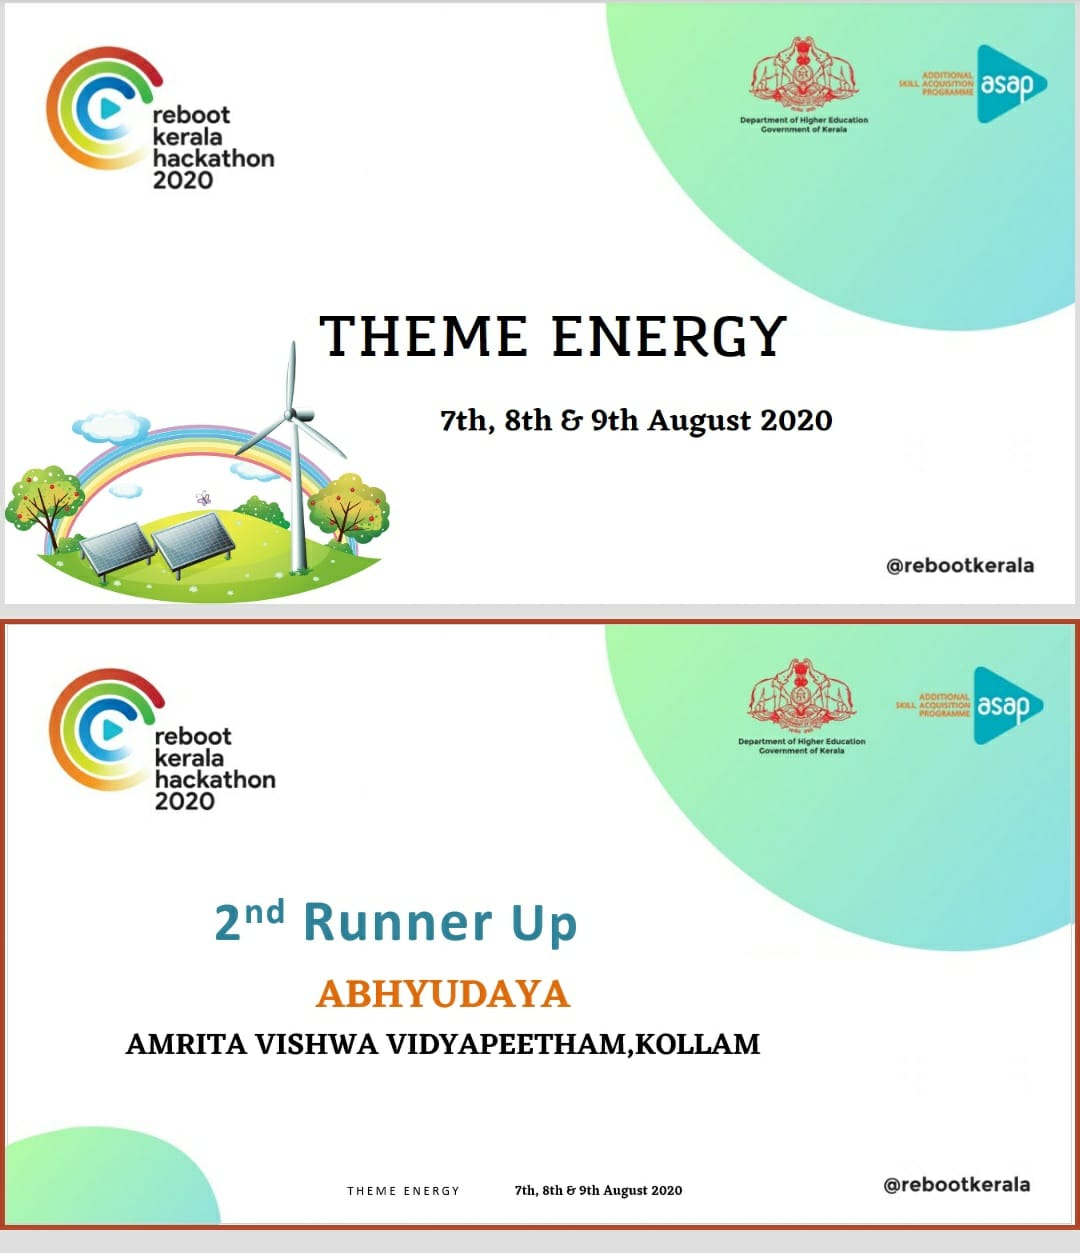 reboot
kerala
hackathon
2020
Department of Higher Education
Government of Kerala
ADDITIONAL
SKILL ACQUISITION
PROGRAMME
asap
THEME ENERGY
7th, 8th & 9th August 2020
@rebootkerala
reboot
kerala
hackathon
2020
Department of Higher Education
Government of Kerala
ADDITIONAL
SKILL ACQUISITION
PROGRAMME
asap
2nd Runner Up
ABHYUDAYA
AMRITA VISHWA VIDYAPEETHAM,KOLLAM
THEME ENERGY 7th, 8th & 9th August 2020
@rebootkerala